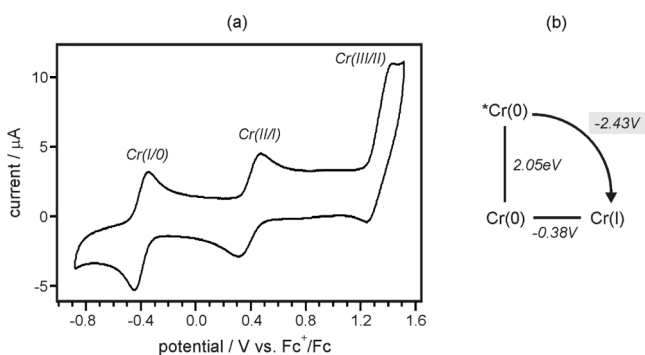 (a)
Cr(I/0)
Cr(II/I)
Cr(III/II)
current / μA
10
5
0
-5
-0.8 -0.4 0.0 0.4 0.8 1.2 1.6
potential / V vs. Fc⁺/Fc
(b)
*Cr(0)
-2.43V
2.05eV
Cr(0) Cr(I)
-0.38V